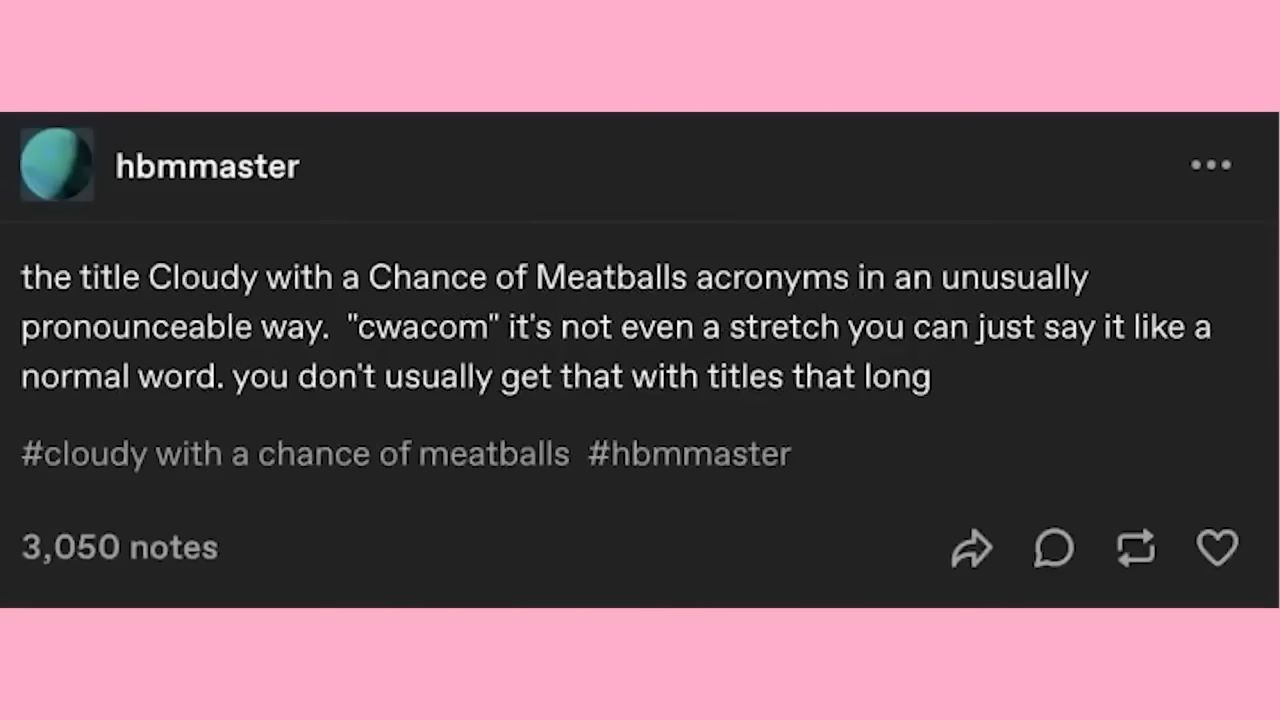 hbmmaster
the title Cloudy with a Chance of Meatballs acronyms in an unusually
pronounceable way.  "cwacom" it's not even a stretch you can just say it like a
normal word. you don't usually get that with titles that long
#cloudy with a chance of meatballs  #hbmmaster
3,050 notes